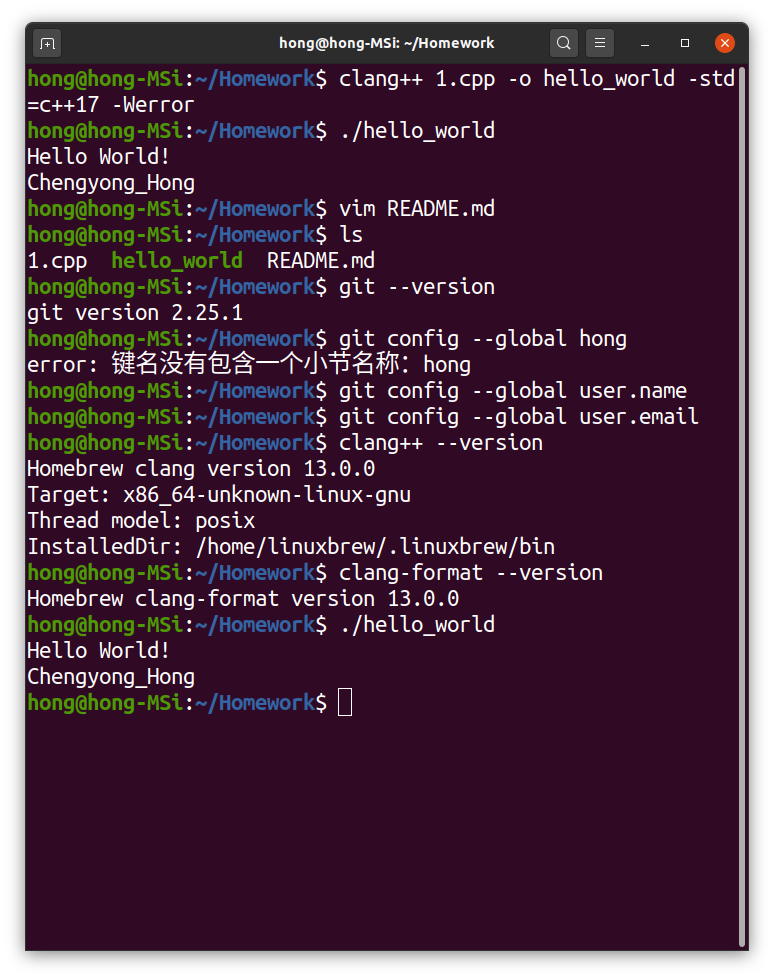 hong@hong-MSi: ~/Homework
hong@hong-MSi:~/Homework$ clang++ 1.cpp -o hello_world -std
=c++17 -Werror
hong@hong-MSi:~/Homework$ ./hello_world
Hello World!
Chengyong_Hong
hong@hong-MSi:~/Homework$ vim README.md
hong@hong-MSi:~/Homework$ ls
1.cpp  hello_world  README.md
hong@hong-MSi:~/Homework$ git --version
git version 2.25.1
hong@hong-MSi:~/Homework$ git config --global hong
error: 键名没有包含一个小节名称：hong
hong@hong-MSi:~/Homework$ git config --global user.name
hong@hong-MSi:~/Homework$ git config --global user.email
hong@hong-MSi:~/Homework$ clang++ --version
Homebrew clang version 13.0.0
Target: x86_64-unknown-linux-gnu
Thread model: posix
InstalledDir: /home/linuxbrew/.linuxbrew/bin
hong@hong-MSi:~/Homework$ clang-format --version
Homebrew clang-format version 13.0.0
hong@hong-MSi:~/Homework$ ./hello_world
Hello World!
Chengyong_Hong
hong@hong-MSi:~/Homework$